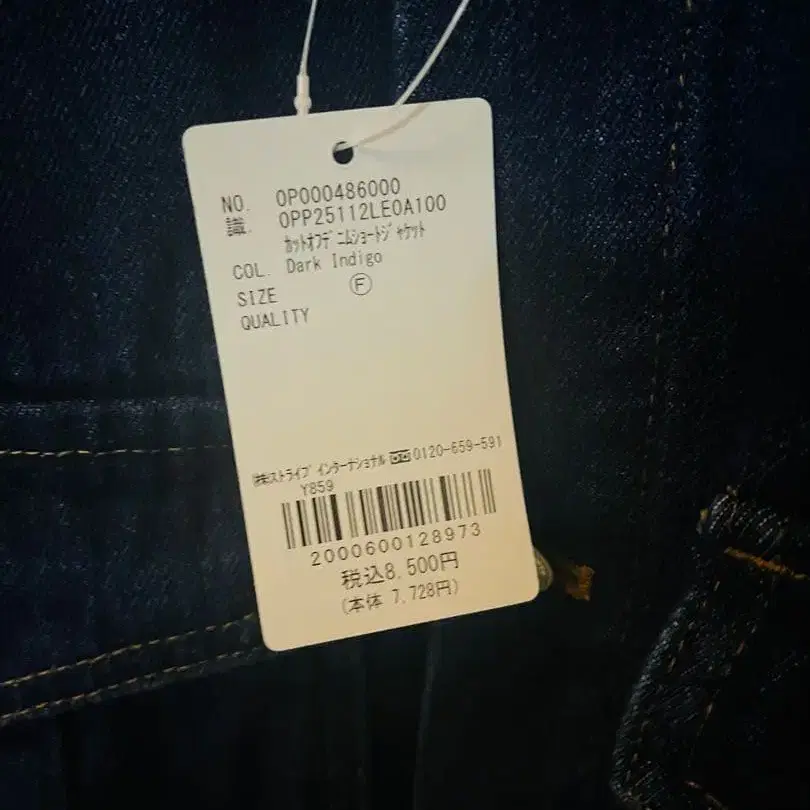 NO. 0P000486000
識. 0PP25112LE0A100
ｶｯﾄｵﾌﾃﾞﾆﾑｼｮｰﾄｼﾞｬｹｯﾄ
COL. Dark Indigo
SIZE Ⓕ
QUALITY
㈱ｽﾄﾗｲﾌﾟｲﾝﾀｰﾅｼｮﾅﾙ 0120-659-591
Y859
2000600128973
税込8,500円
(本体 7,728円)